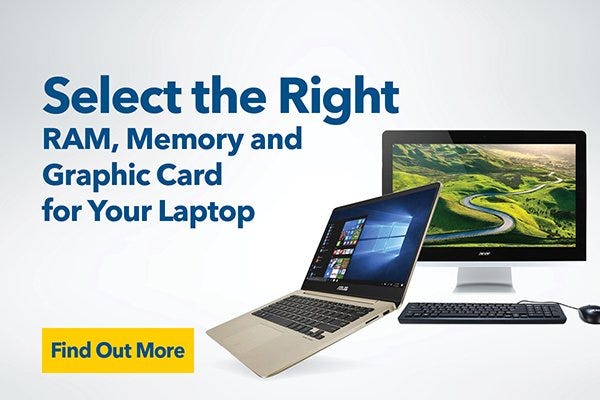 Select the Right
RAM, Memory and
Graphic Card
for Your Laptop
ASUS
acer
Find Out More